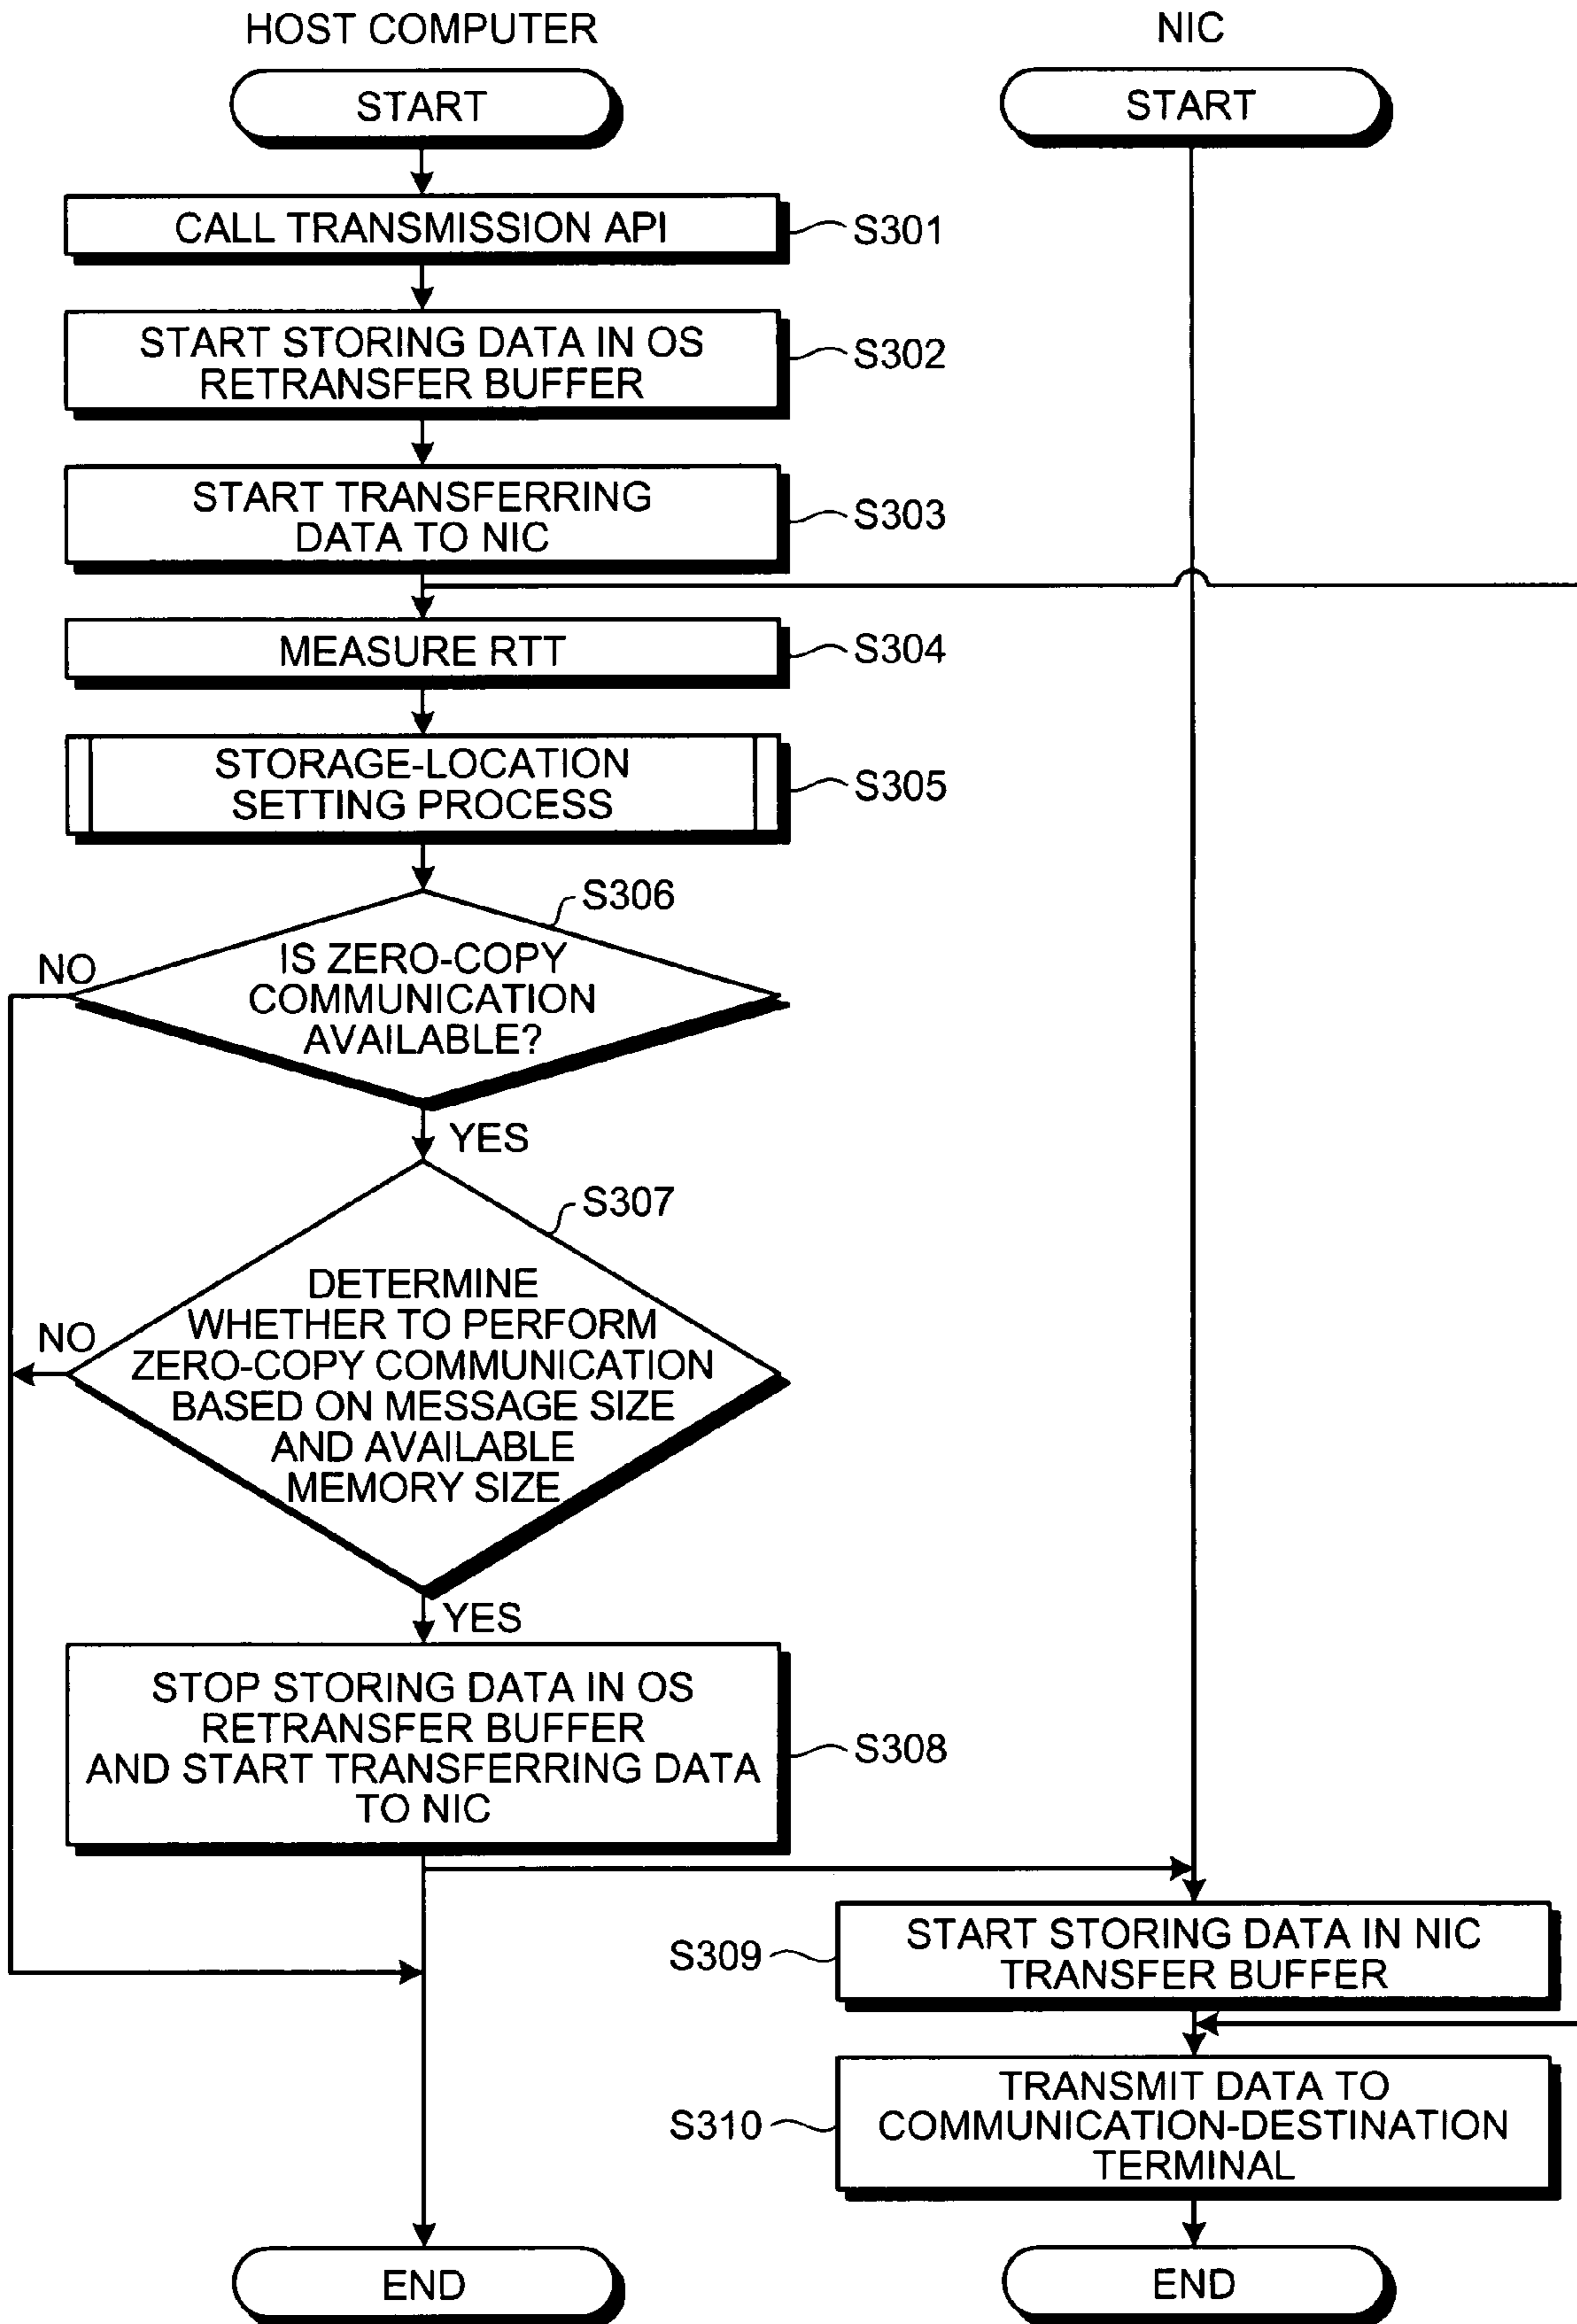 HOST COMPUTER
NIC
START
START
CALL TRANSMISSION API
S301
START STORING DATA IN OS
RETRANSFER BUFFER
S302
START TRANSFERRING
DATA TO NIC
S303
MEASURE RTT
S304
STORAGE-LOCATION
SETTING PROCESS
S305
S306
IS ZERO-COPY
COMMUNICATION
AVAILABLE?
NO
YES
S307
DETERMINE
WHETHER TO PERFORM
ZERO-COPY COMMUNICATION
BASED ON MESSAGE SIZE
AND AVAILABLE
MEMORY SIZE
NO
YES
STOP STORING DATA IN OS
RETRANSFER BUFFER
AND START TRANSFERRING DATA
TO NIC
S308
START STORING DATA IN NIC
TRANSFER BUFFER
S309
TRANSMIT DATA TO
COMMUNICATION-DESTINATION
TERMINAL
S310
END
END